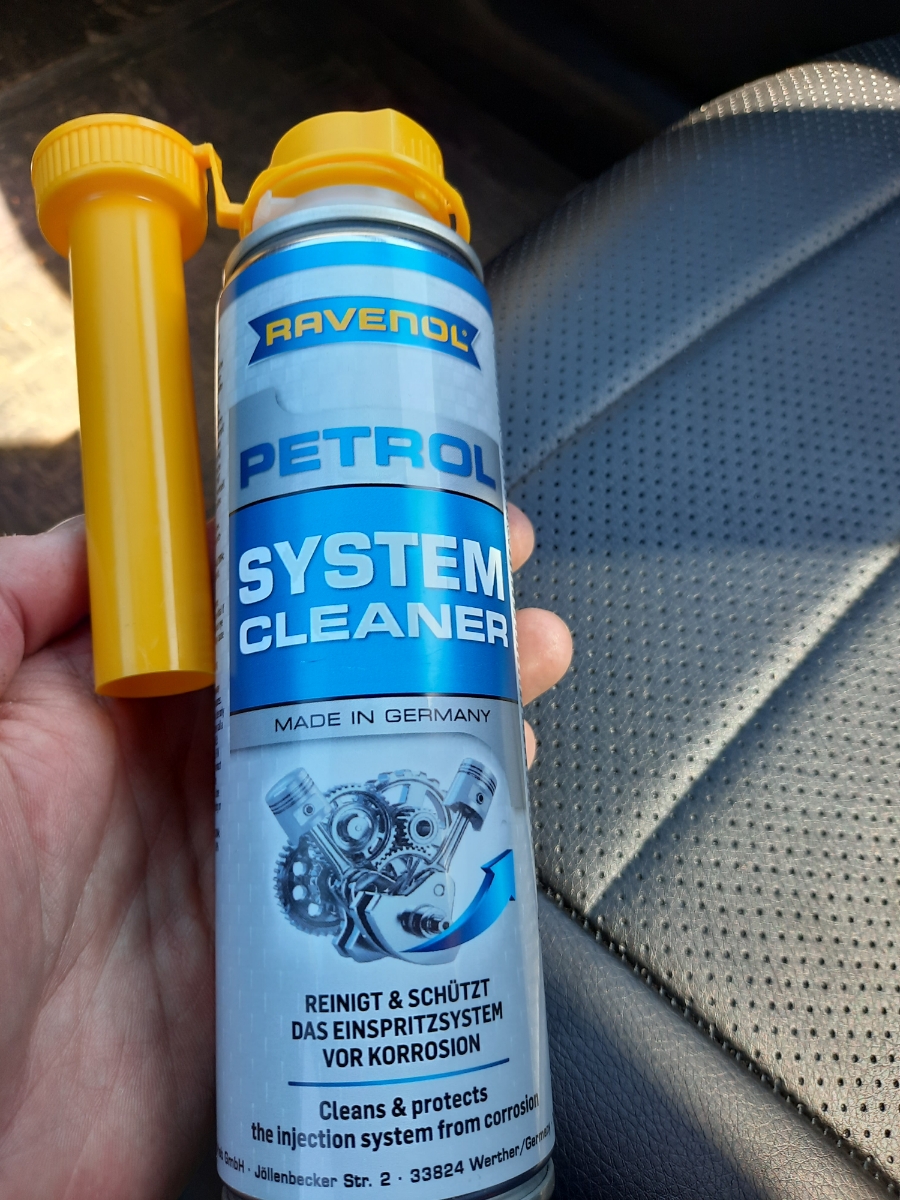 RAVENOL®
PETROL
SYSTEM
CLEANER
MADE IN GERMANY
REINIGT & SCHÜTZT
DAS EINSPRITZSYSTEM
VOR KORROSION
Cleans & protects
the injection system from corrosion
GmbH · Jöllenbecker Str. 2 · 33824 Werther/Germany